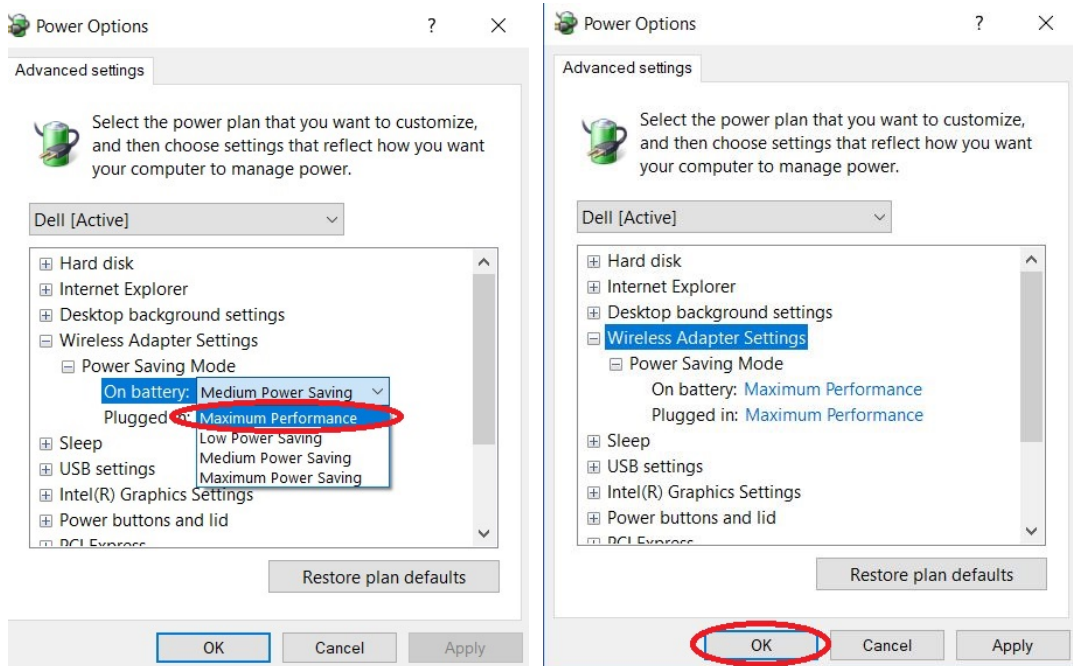 Power Options
?
Advanced settings
Select the power plan that you want to customize,
and then choose settings that reflect how you want
your computer to manage power.
Dell [Active]
Hard disk
Internet Explorer
Desktop background settings
Wireless Adapter Settings
Power Saving Mode
On battery: Medium Power Saving
Plugged in: Maximum Performance
Low Power Saving
Sleep
Medium Power Saving
USB settings
Maximum Power Saving
Intel(R) Graphics Settings
Power buttons and lid
PCI Express
Restore plan defaults
OK Cancel Apply
Power Options
?
Advanced settings
Select the power plan that you want to customize,
and then choose settings that reflect how you want
your computer to manage power.
Dell [Active]
Hard disk
Internet Explorer
Desktop background settings
Wireless Adapter Settings
Power Saving Mode
On battery: Maximum Performance
Plugged in: Maximum Performance
Sleep
USB settings
Intel(R) Graphics Settings
Power buttons and lid
PCI Express
Restore plan defaults
OK Cancel Apply